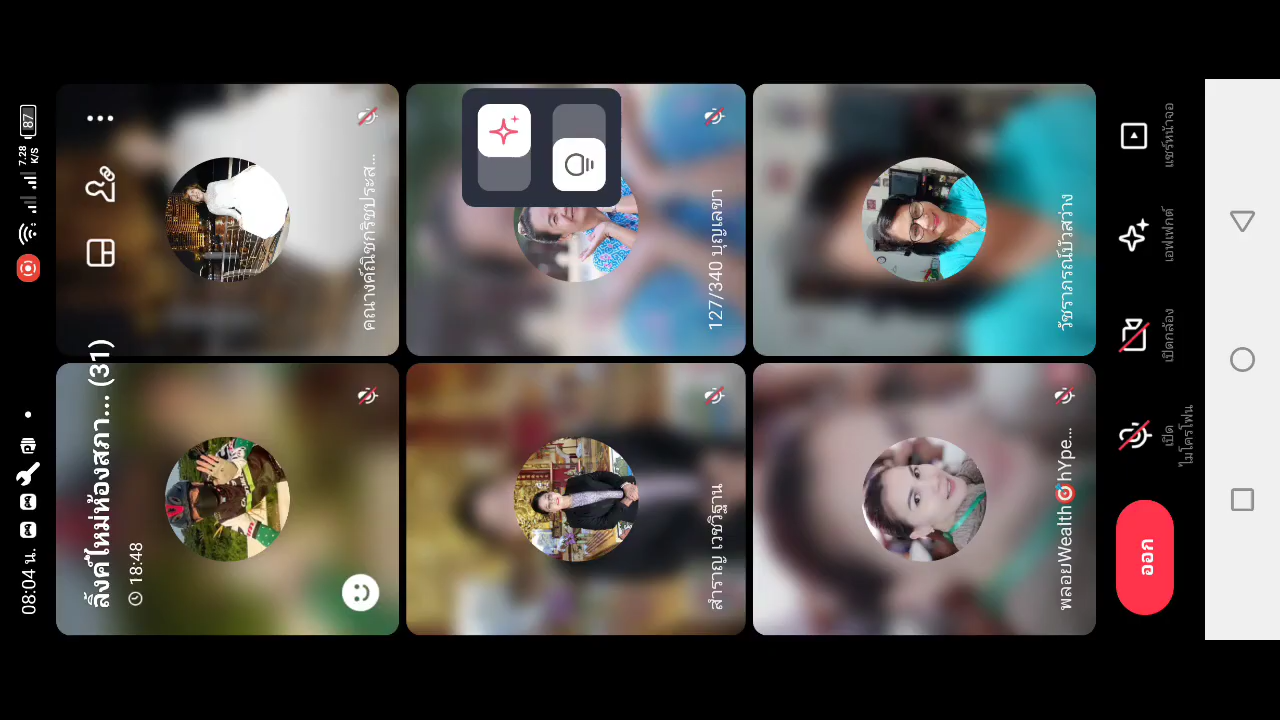 08:04 น.
7.28
K/S
87
ลิ้งค์ใหม่ห้องสภา... (31)
18:48
คณางค์ณิชกริชประส...
สำราญ เวชวิฐาน
127/340 บุญเลขา
พลอยWealth🎯hYpe...
วัชราภรณ์บัวสว่าง
ออก
เปิด
ไมโครโฟน
เปิดกล้อง
เอฟเฟกต์
แชร์หน้าจอ